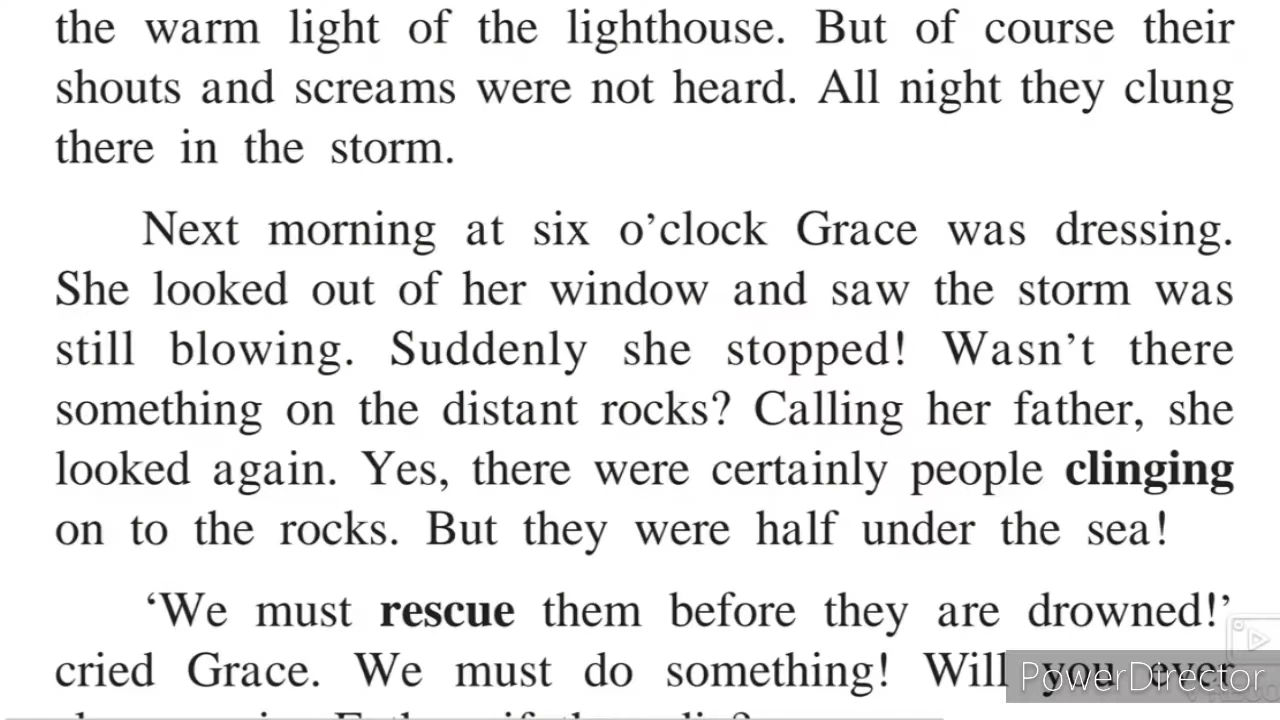 the warm light of the lighthouse. But of course their
shouts and screams were not heard. All night they clung
there in the storm.
Next morning at six o’clock Grace was dressing.
She looked out of her window and saw the storm was
still blowing. Suddenly she stopped! Wasn’t there
something on the distant rocks? Calling her father, she
looked again. Yes, there were certainly people clinging
on to the rocks. But they were half under the sea!
‘We must rescue them before they are drowned!’
cried Grace. We must do something! Will you ever
PowerDirector